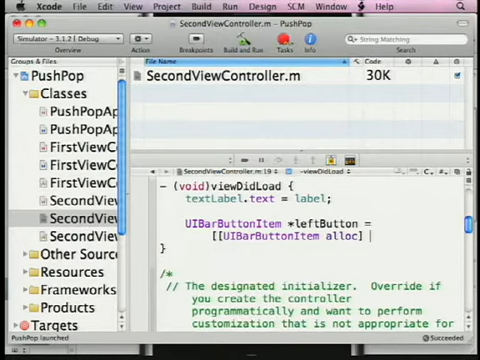 Xcode File Edit View Project Build Run Design SCM Window
SecondViewController.m - PushPop
Simulator - 3.1.2 | Debug
String Matching
Overview Action Breakpoints Build and Run Tasks Info Search
Groups & Files
File Name
Code
PushPop
SecondViewController.m
30K
Classes
PushPopAp
PushPopAp
FirstViewC
FirstViewC
FirstViewC
SecondView
SecondView
SecondView
Other Source
Resources
Frameworks
Products
Targets
SecondViewController.m:19
-viewDidLoad
- (void)viewDidLoad {
textLabel.text = label;
UIBarButtonItem *leftButton =
[[UIBarButtonItem alloc]
}
/*
// The designated initializer. Override if
you create the controller
programmatically and want to perform
customization that is not appropriate for
PushPop launched
Succeeded